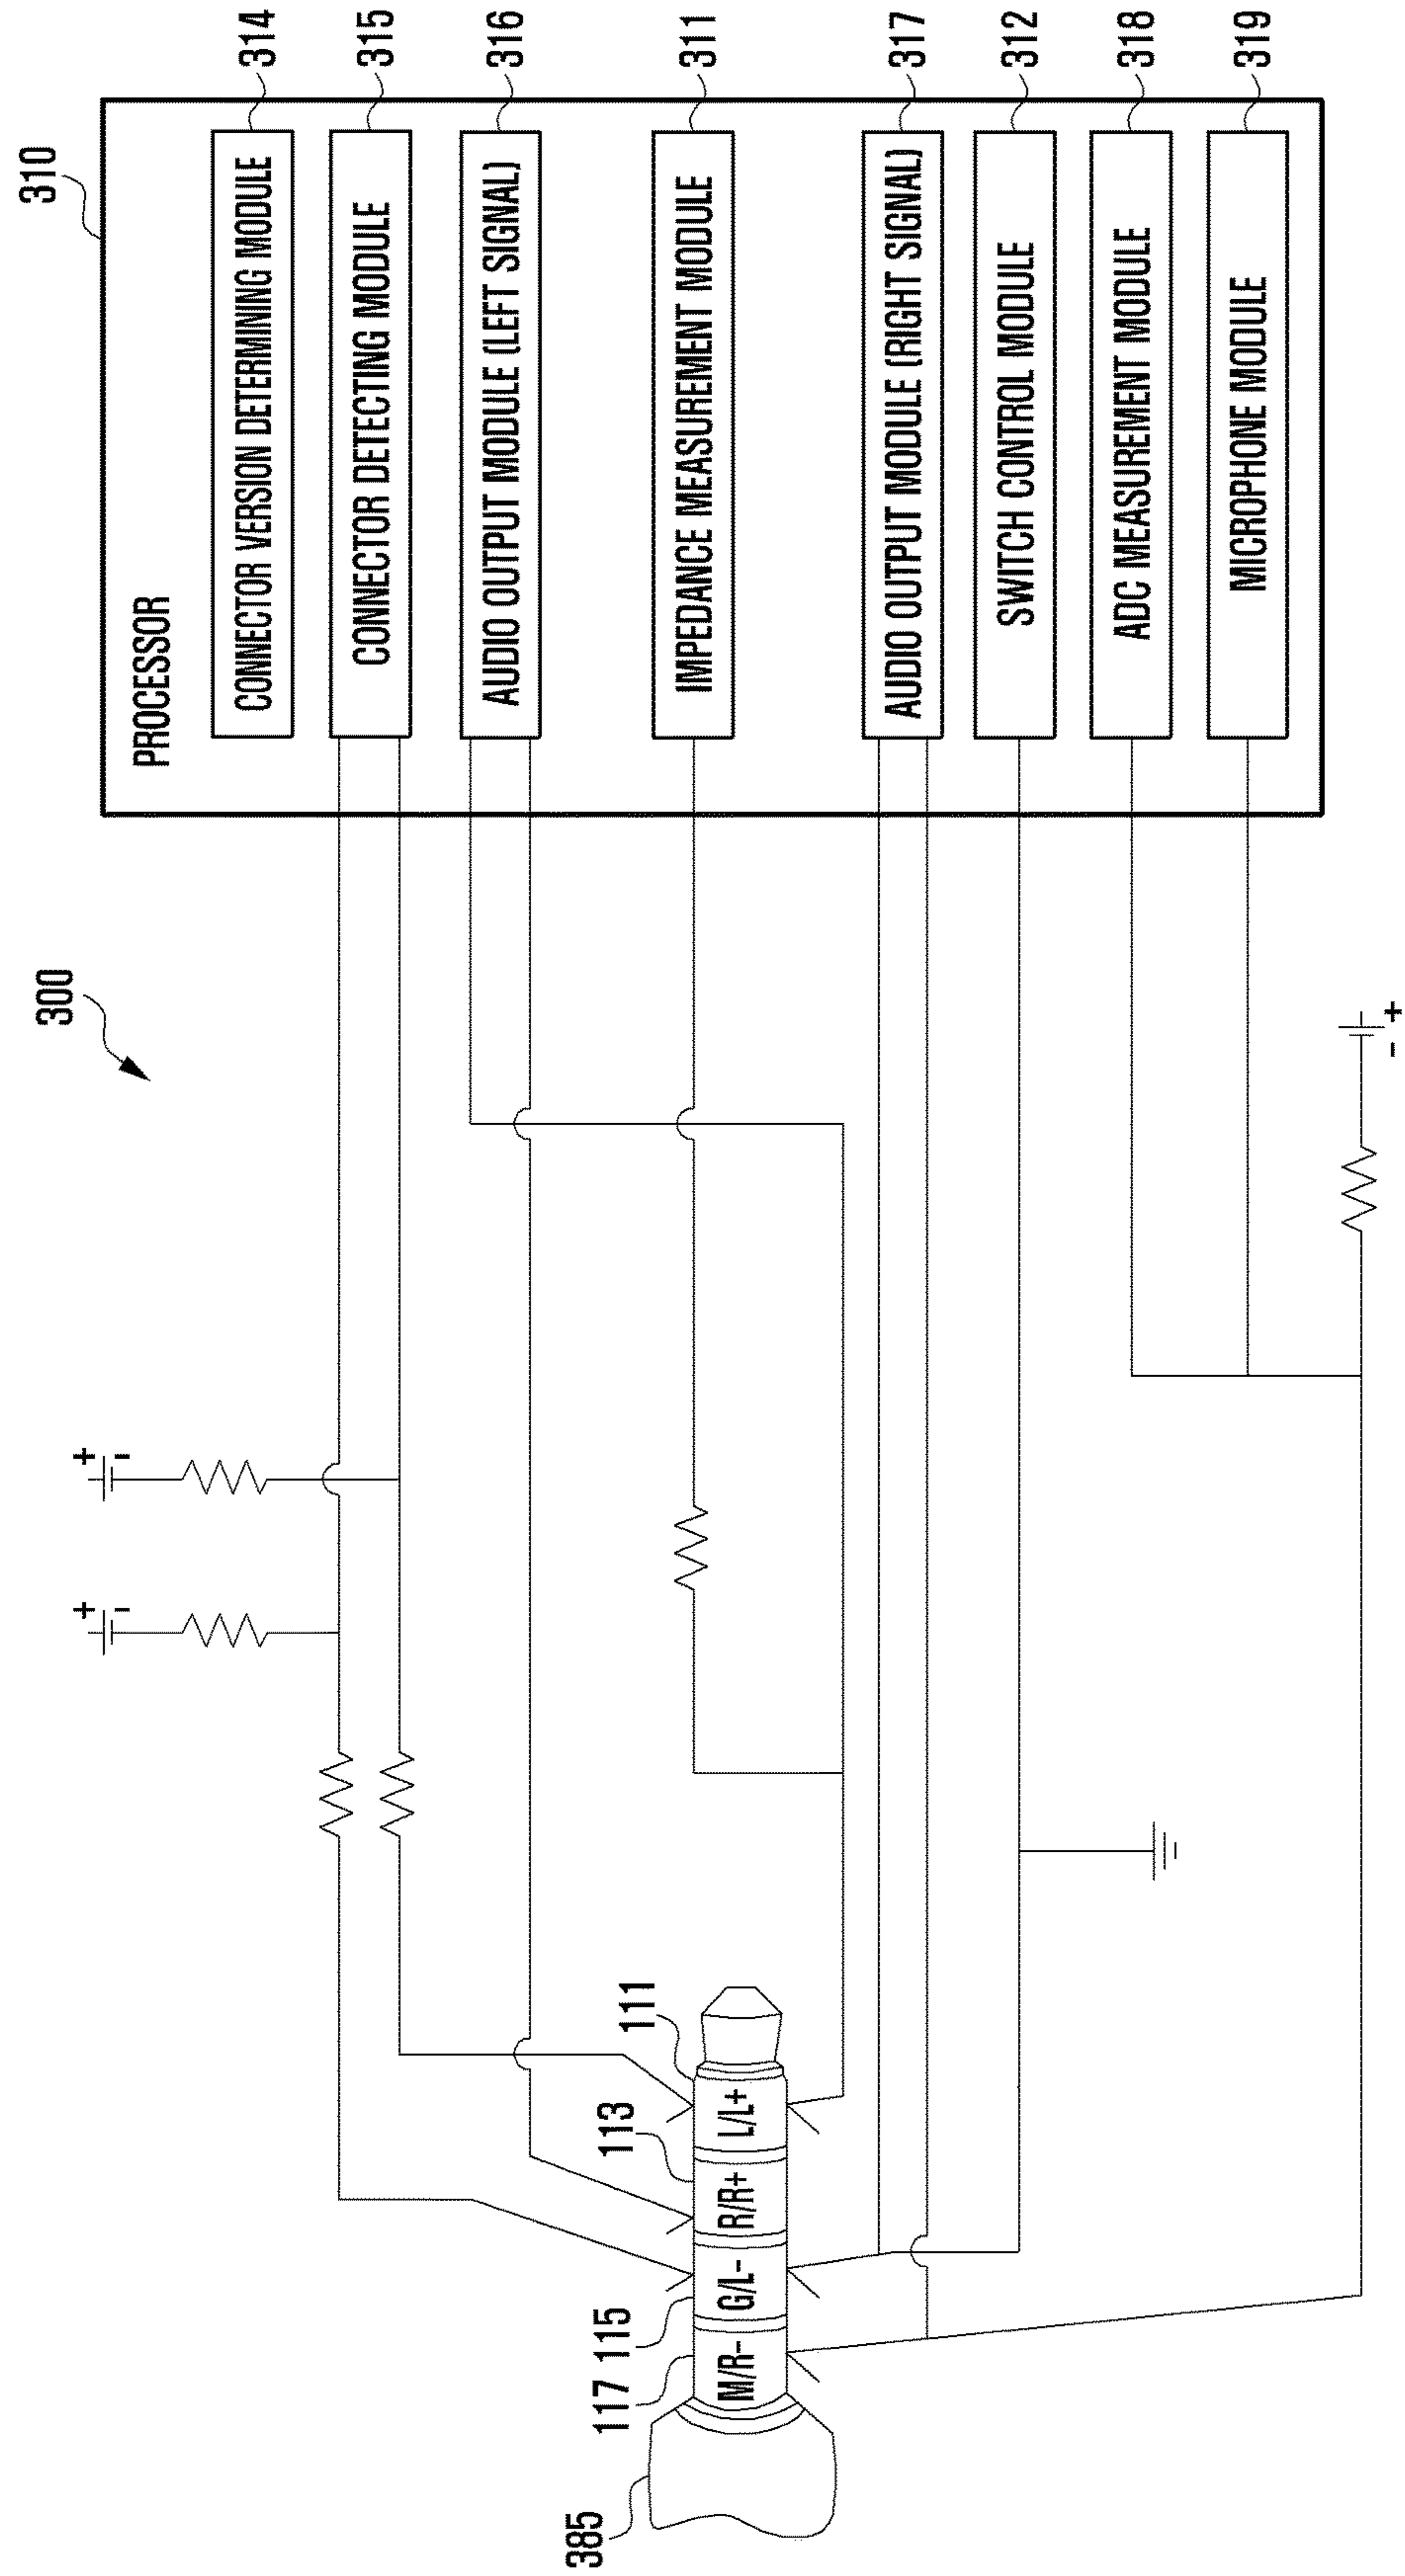 300
310
PROCESSOR
CONNECTOR VERSION DETERMINING MODULE
314
CONNECTOR DETECTING MODULE
315
AUDIO OUTPUT MODULE (LEFT SIGNAL)
316
IMPEDANCE MEASUREMENT MODULE
311
AUDIO OUTPUT MODULE (RIGHT SIGNAL)
317
SWITCH CONTROL MODULE
312
ADC MEASUREMENT MODULE
318
MICROPHONE MODULE
319
+
-
+
-
385
117
115
113
111
M/R-
G/L-
R/R+
L/L+
- +